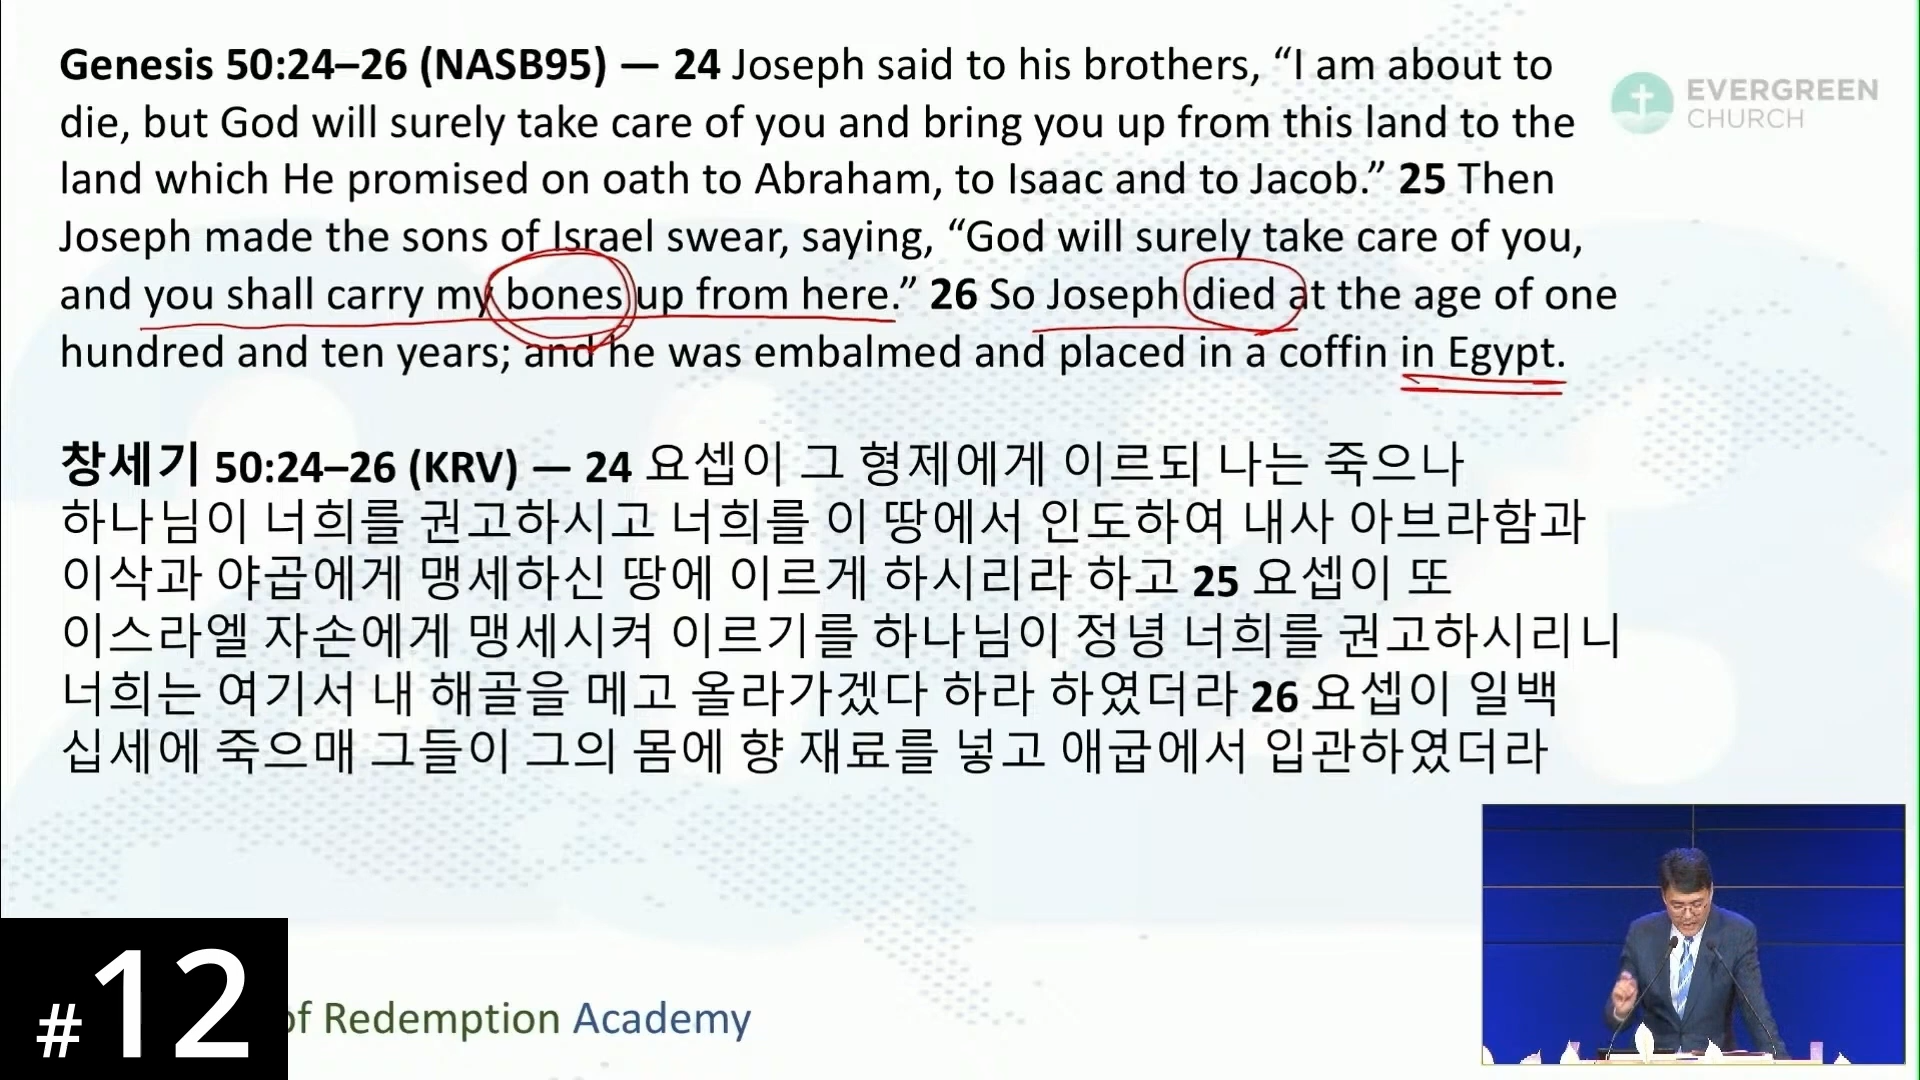 Genesis 50:24–26 (NASB95) — 24 Joseph said to his brothers, “I am about to
die, but God will surely take care of you and bring you up from this land to the
land which He promised on oath to Abraham, to Isaac and to Jacob.” 25 Then
Joseph made the sons of Israel swear, saying, “God will surely take care of you,
and you shall carry my bones up from here.” 26 So Joseph died at the age of one
hundred and ten years; and he was embalmed and placed in a coffin in Egypt.
EVERGREEN
CHURCH
창세기 50:24–26 (KRV) — 24 요셉이 그 형제에게 이르되 나는 죽으나
하나님이 너희를 권고하시고 너희를 이 땅에서 인도하여 내사 아브라함과
이삭과 야곱에게 맹세하신 땅에 이르게 하시리라 하고 25 요셉이 또
이스라엘 자손에게 맹세시켜 이르기를 하나님이 정녕 너희를 권고하시리니
너희는 여기서 내 해골을 메고 올라가겠다 하라 하였더라 26 요셉이 일백
십세에 죽으매 그들이 그의 몸에 향 재료를 넣고 애굽에서 입관하였더라
#12
of Redemption Academy